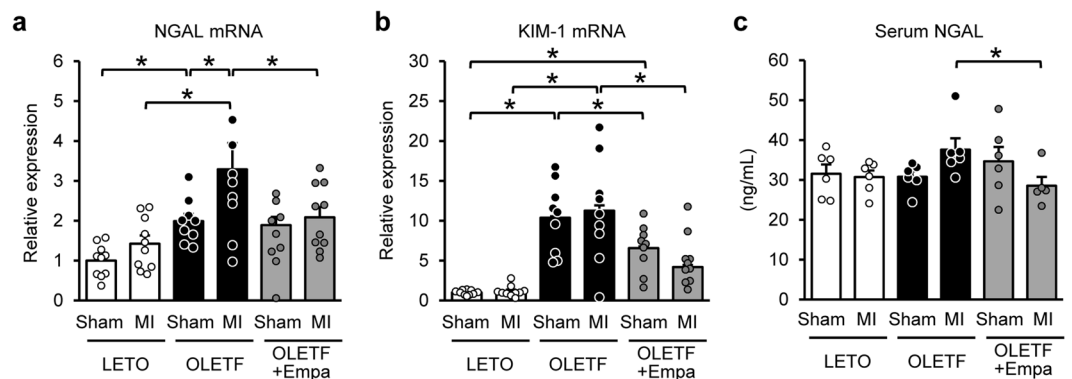 a
NGAL mRNA
Relative expression
6
5
4
3
2
1
0
* * *
*
Sham MI Sham MI Sham MI
LETO OLETF OLETF
+Empa
b
KIM-1 mRNA
Relative expression
30
25
20
15
10
5
0
*
* *
* *
Sham MI Sham MI Sham MI
LETO OLETF OLETF
+Empa
c
Serum NGAL
(ng/mL)
60
50
40
30
20
10
0
*
Sham MI Sham MI Sham MI
LETO OLETF OLETF
+Empa